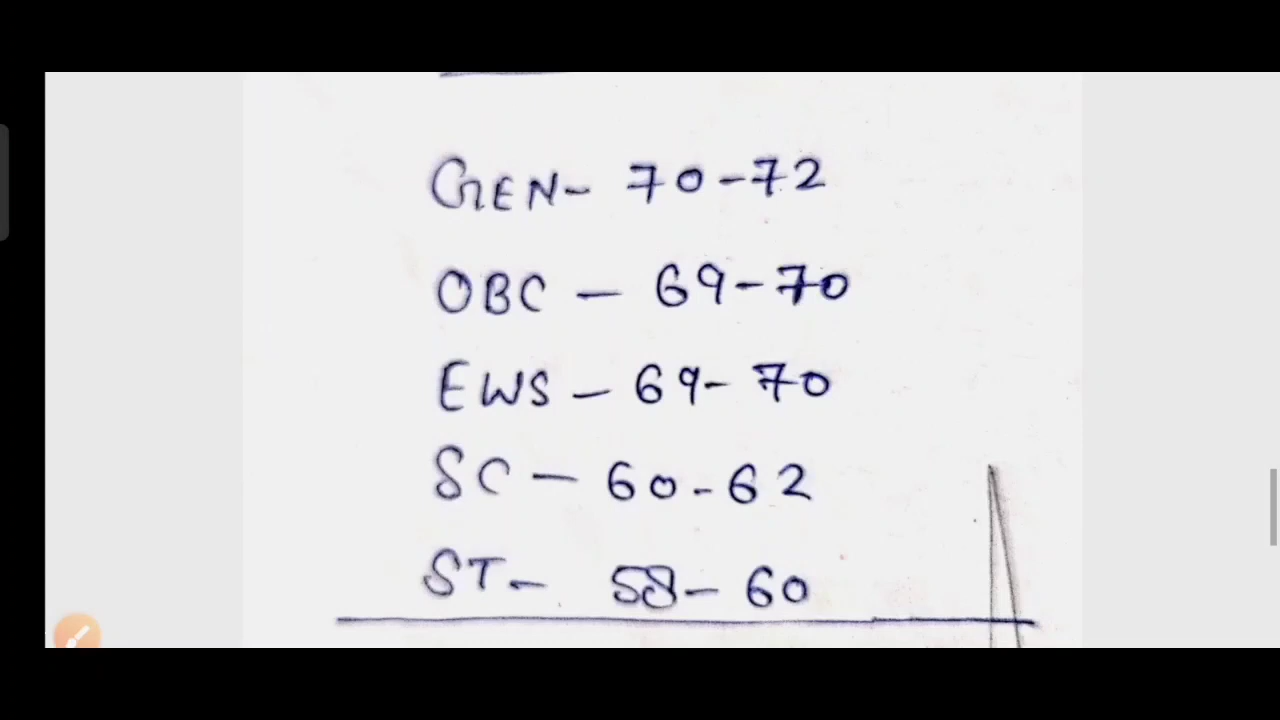 GEN- 70-72
OBC - 69-70
EWS - 69-70
SC - 60-62
ST- 58-60